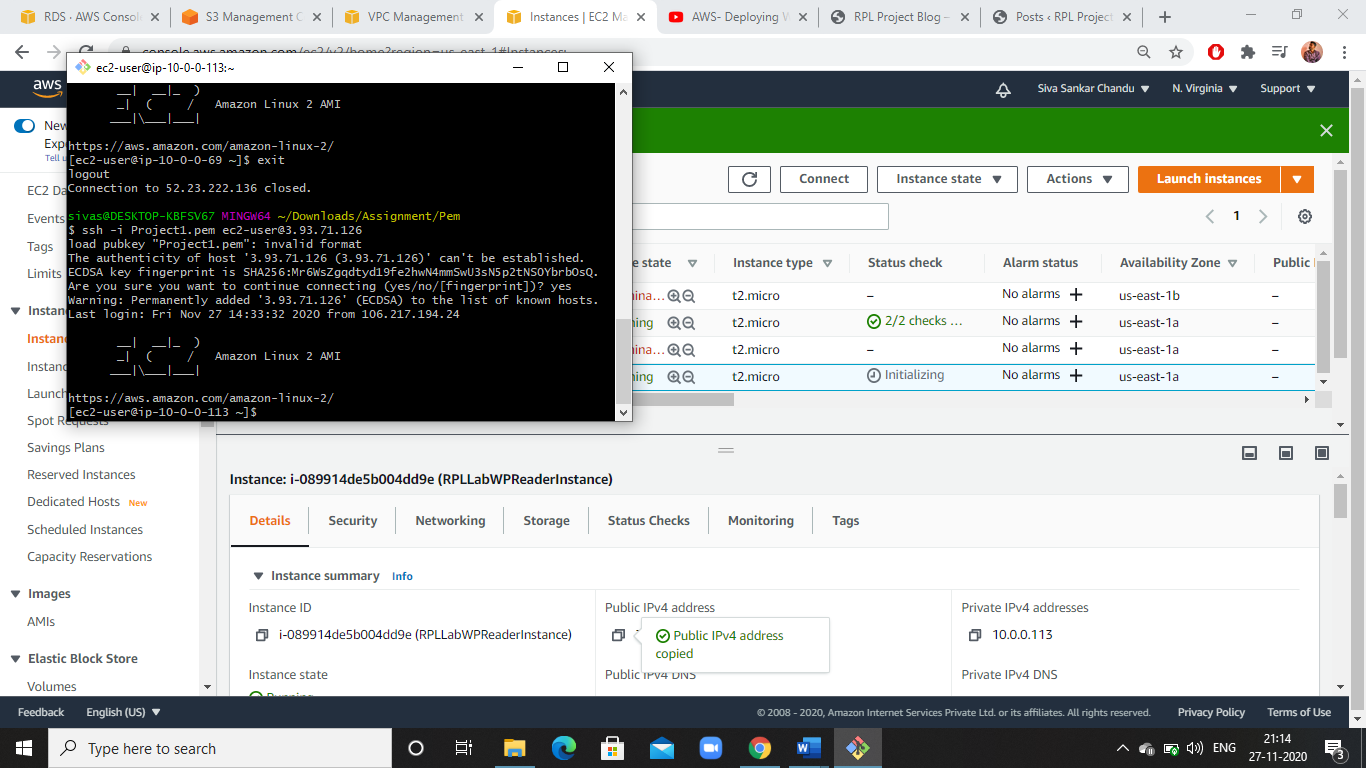 RDS · AWS Consol
S3 Management C
VPC Management
Instances | EC2 Ma
AWS- Deploying W
RPL Project Blog –
Posts ‹ RPL Project
ec2-user@ip-10-0-0-113:~
Amazon Linux 2 AMI
https://aws.amazon.com/amazon-linux-2/
[ec2-user@ip-10-0-0-69 ~]$ exit
logout
Connection to 52.23.222.136 closed.
sivas@DESKTOP-KBFSV67 MINGW64 ~/Downloads/Assignment/Pem
$ ssh -i Project1.pem ec2-user@3.93.71.126
load pubkey "Project1.pem": invalid format
The authenticity of host '3.93.71.126 (3.93.71.126)' can't be established.
ECDSA key fingerprint is SHA256:Mr6WsZgqdtyd19fe2hwN4mmSwU3sN5p2tNSOYbrbOsQ.
Are you sure you want to continue connecting (yes/no/[fingerprint])? yes
Warning: Permanently added '3.93.71.126' (ECDSA) to the list of known hosts.
Last login: Fri Nov 27 14:33:32 2020 from 106.217.194.24
Amazon Linux 2 AMI
https://aws.amazon.com/amazon-linux-2/
[ec2-user@ip-10-0-0-113 ~]$
aws
Siva Sankar Chandu
N. Virginia
Support
New
Expe
Tell u
EC2 Da
Events
Tags
Limits
Instan
Instan
Instanc
Launch
Spot Requests
Savings Plans
Reserved Instances
Dedicated Hosts New
Scheduled Instances
Capacity Reservations
Images
AMIs
Elastic Block Store
Volumes
Connect
Instance state
Actions
Launch instances
1
e state
Instance type
Status check
Alarm status
Availability Zone
Public
ina... t2.micro – No alarms + us-east-1b –
ning t2.micro 2/2 checks ... No alarms + us-east-1a –
ina... t2.micro – No alarms + us-east-1a –
ning t2.micro Initializing No alarms + us-east-1a –
Instance: i-089914de5b004dd9e (RPLLabWPReaderInstance)
Details
Security
Networking
Storage
Status Checks
Monitoring
Tags
Instance summary Info
Instance ID
i-089914de5b004dd9e (RPLLabWPReaderInstance)
Public IPv4 address
Public IPv4 address
copied
Private IPv4 addresses
10.0.0.113
Instance state
Running
Public IPv4 DNS
Private IPv4 DNS
Feedback
English (US)
© 2008 - 2020, Amazon Internet Services Private Ltd. or its affiliates. All rights reserved.
Privacy Policy
Terms of Use
Type here to search
ENG
21:14
27-11-2020
3